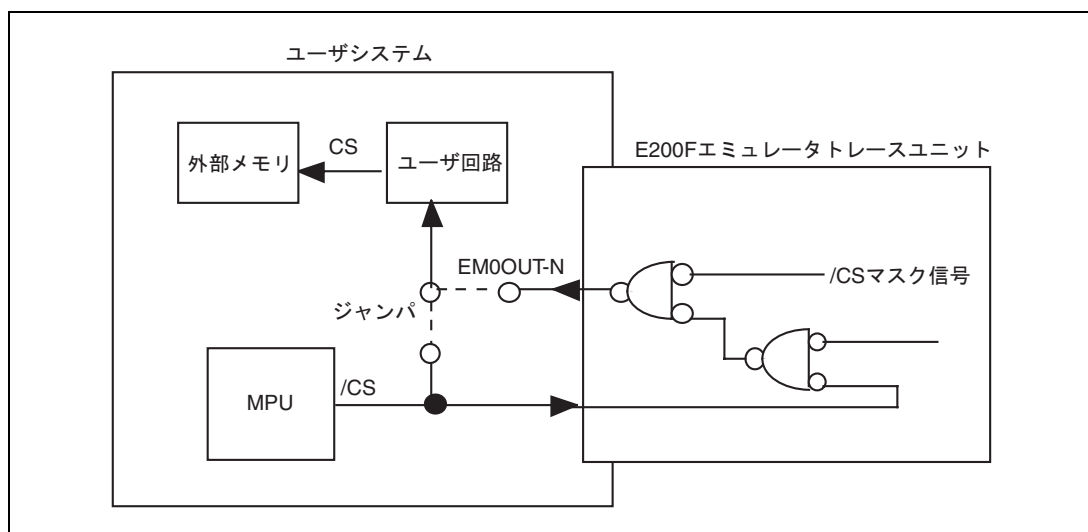 ユーザシステム
外部メモリ
CS
ユーザ回路
E200Fエミュレータトレースユニット
EM0OUT-N
/CSマスク信号
ジャンパ
MPU
/CS